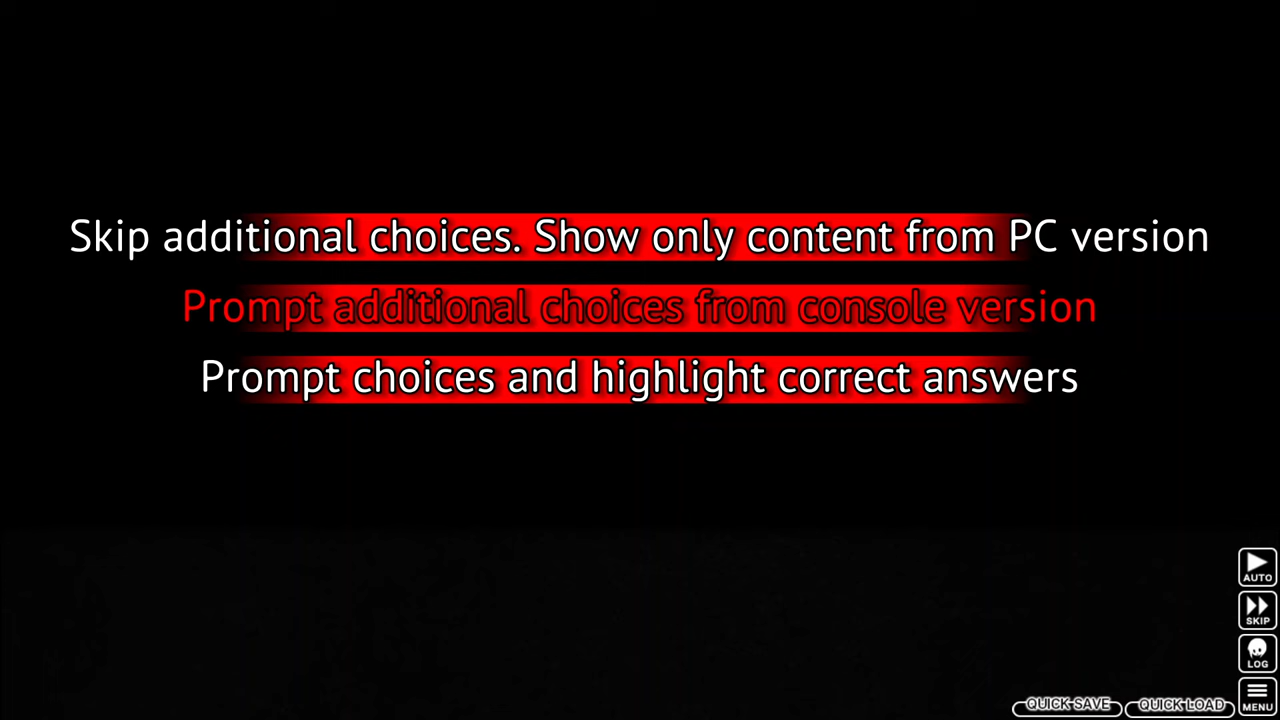 Skip additional choices. Show only content from PC version
Prompt additional choices from console version
Prompt choices and highlight correct answers
AUTO
SKIP
LOG
MENU
QUICK SAVE QUICK LOAD